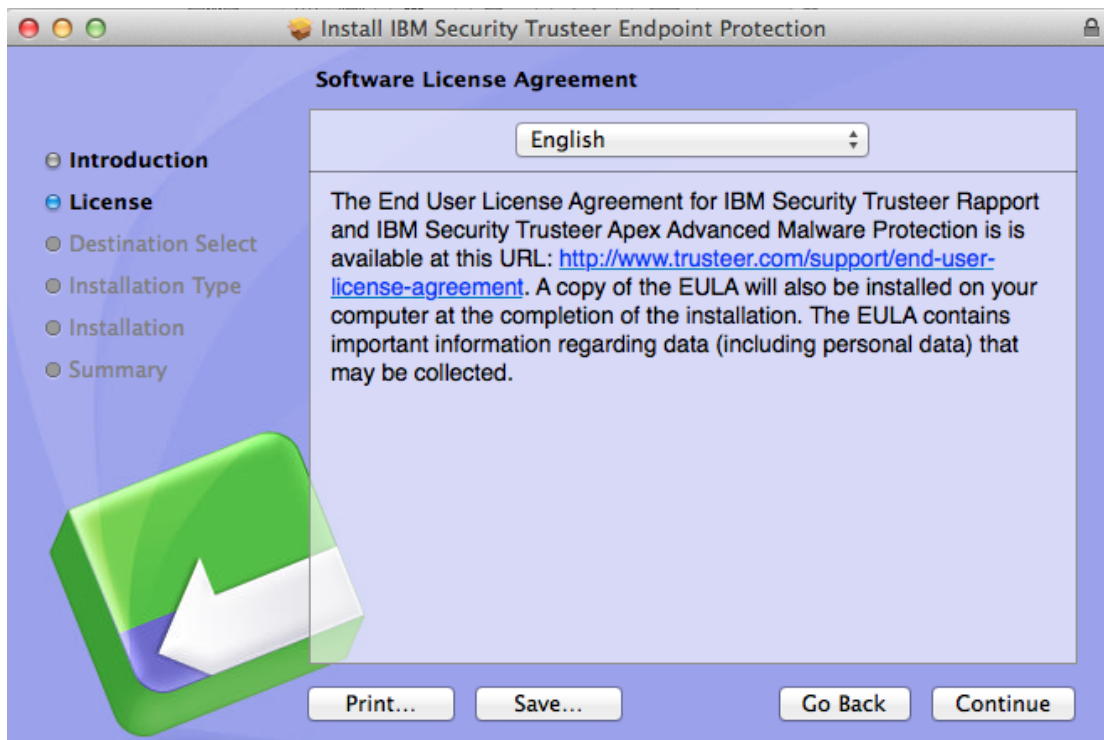 Install IBM Security Trusteer Endpoint Protection
Software License Agreement
Introduction
License
Destination Select
Installation Type
Installation
Summary
English
The End User License Agreement for IBM Security Trusteer Rapport
and IBM Security Trusteer Apex Advanced Malware Protection is is
available at this URL: http://www.trusteer.com/support/end-user-
license-agreement. A copy of the EULA will also be installed on your
computer at the completion of the installation. The EULA contains
important information regarding data (including personal data) that
may be collected.
Print...
Save...
Go Back
Continue